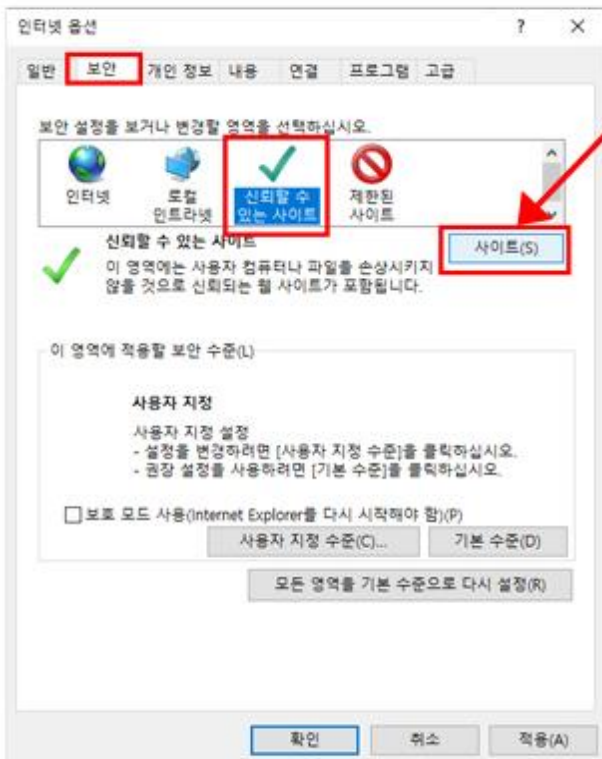 인터넷 옵션
일반 보안 개인 정보 내용 연결 프로그램 고급
보안 설정을 보거나 변경할 영역을 선택하십시오.
인터넷
로컬 인트라넷
신뢰할 수 있는 사이트
제한된 사이트
신뢰할 수 있는 사이트
사이트(S)
이 영역에는 사용자 컴퓨터나 파일을 손상시키지
않을 것으로 신뢰되는 웹 사이트가 포함됩니다.
이 영역에 적용할 보안 수준(L)
사용자 지정
사용자 지정 설정
- 설정을 변경하려면 [사용자 지정 수준]을 클릭하십시오.
- 권장 설정을 사용하려면 [기본 수준]을 클릭하십시오.
보호 모드 사용(Internet Explorer를 다시 시작해야 함)(P)
사용자 지정 수준(C)... 기본 수준(D)
모든 영역을 기본 수준으로 다시 설정(R)
확인 취소 적용(A)